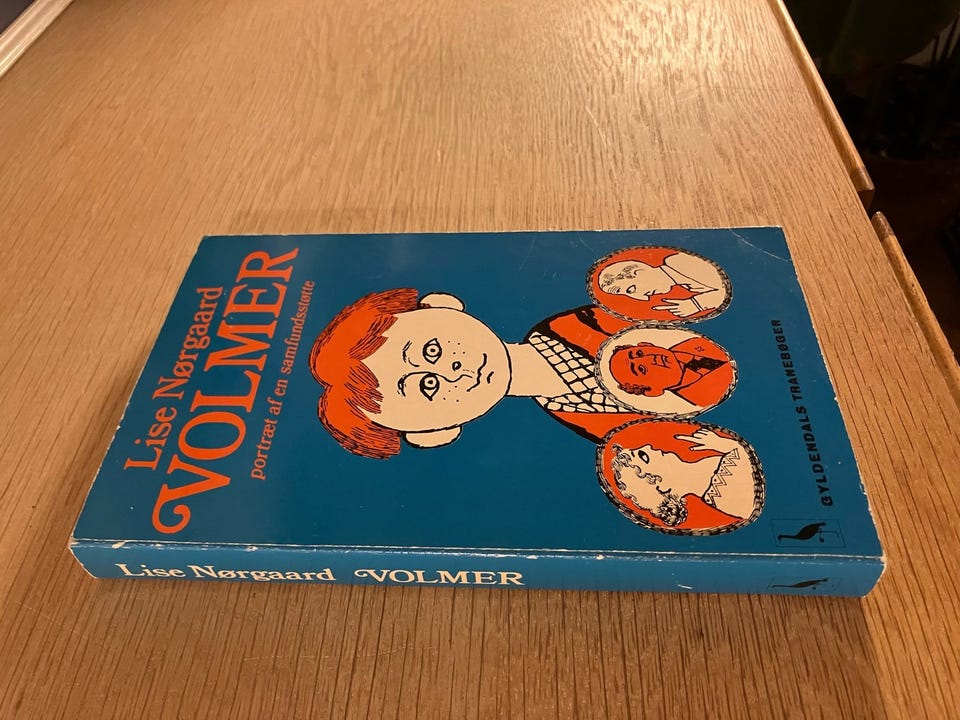 Lise Nørgaard
VOLMER
portræt af en samfundsstøtte
GYLDENDALS TRANEBØGER
Lise Nørgaard VOLMER